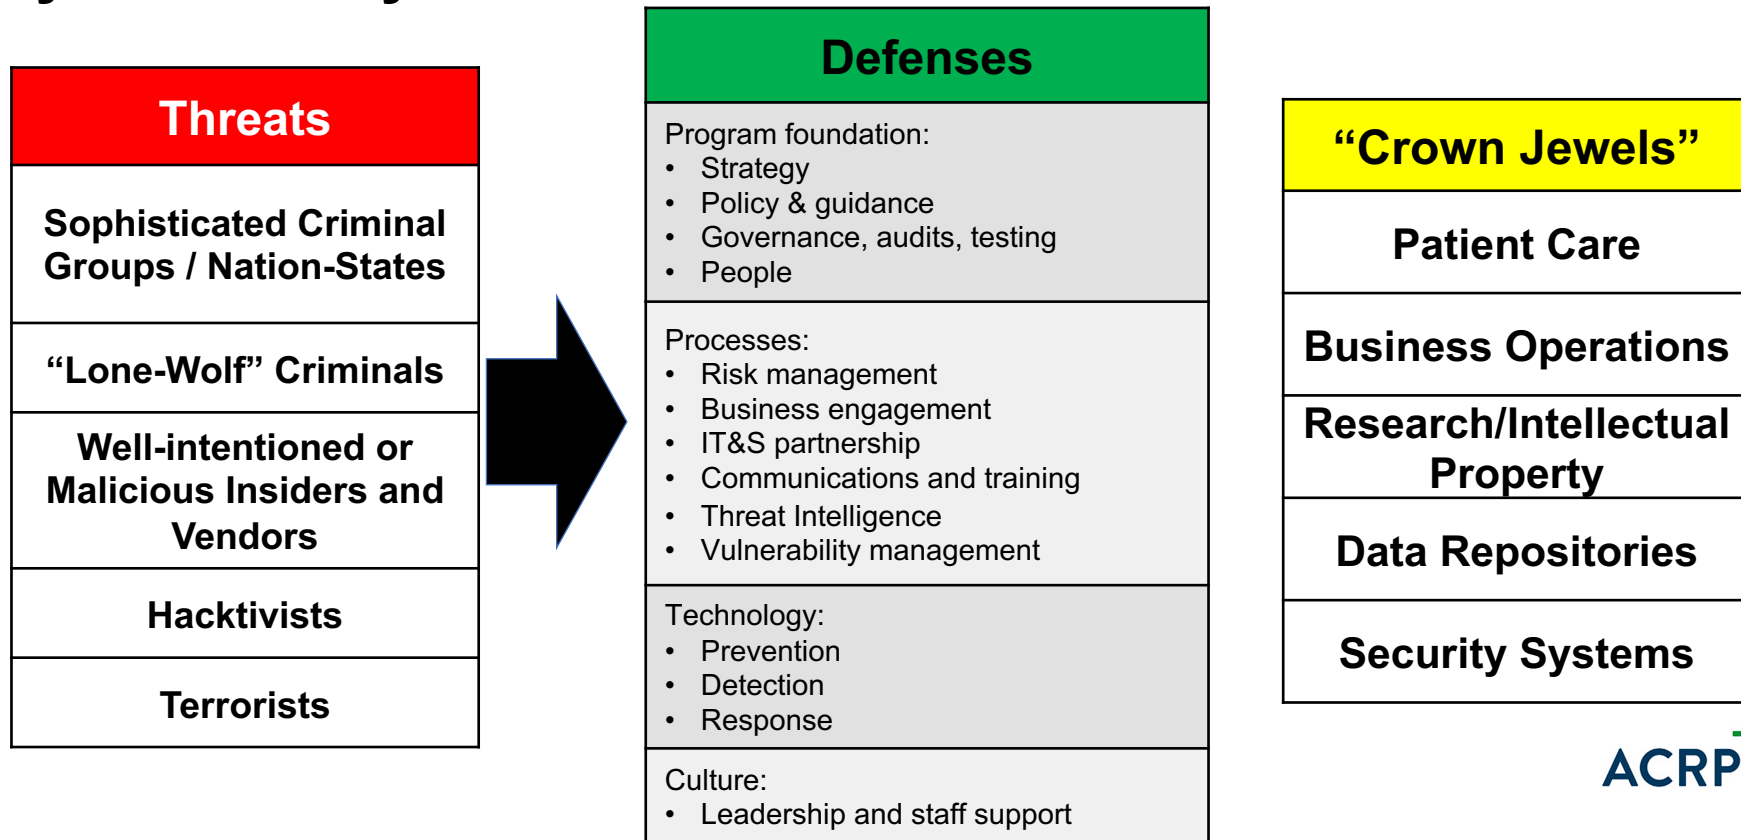 Threats
Sophisticated Criminal
Groups / Nation-States
“Lone-Wolf” Criminals
Well-intentioned or
Malicious Insiders and
Vendors
Hacktivists
Terrorists
Defenses
Program foundation:
• Strategy
• Policy & guidance
• Governance, audits, testing
• People
Processes:
• Risk management
• Business engagement
• IT&S partnership
• Communications and training
• Threat Intelligence
• Vulnerability management
Technology:
• Prevention
• Detection
• Response
Culture:
• Leadership and staff support
“Crown Jewels”
Patient Care
Business Operations
Research/Intellectual
Property
Data Repositories
Security Systems
ACRP